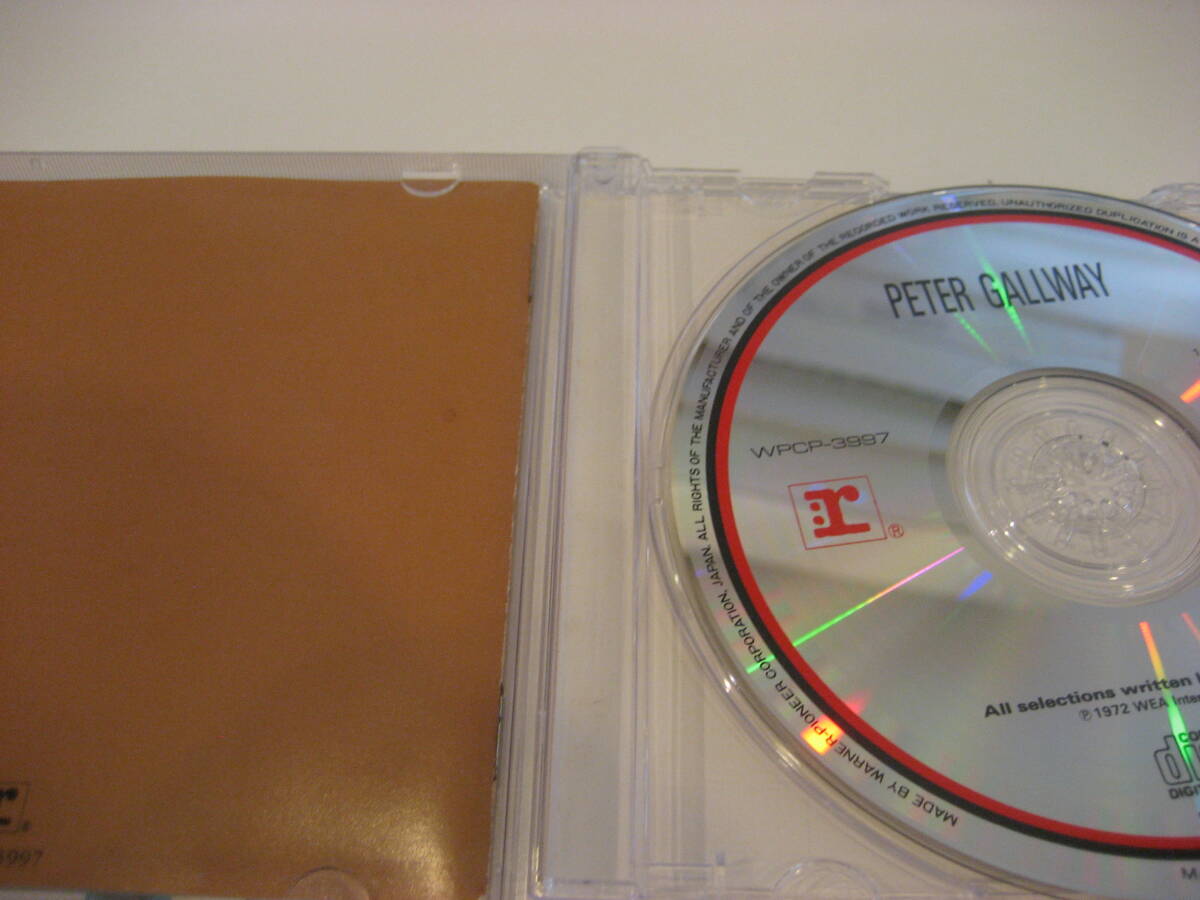 PETER GALLWAY
WPCP-3997
r
®
All selections written
℗1972 WEA
MADE BY WARNER-PIONEER CORPORATION, JAPAN. ALL RIGHTS OF THE MANUFACTURER AND OF THE OWNER OF THE RECORDED WORK RESERVED. UNAUTHORIZED DUPLICATION IS A